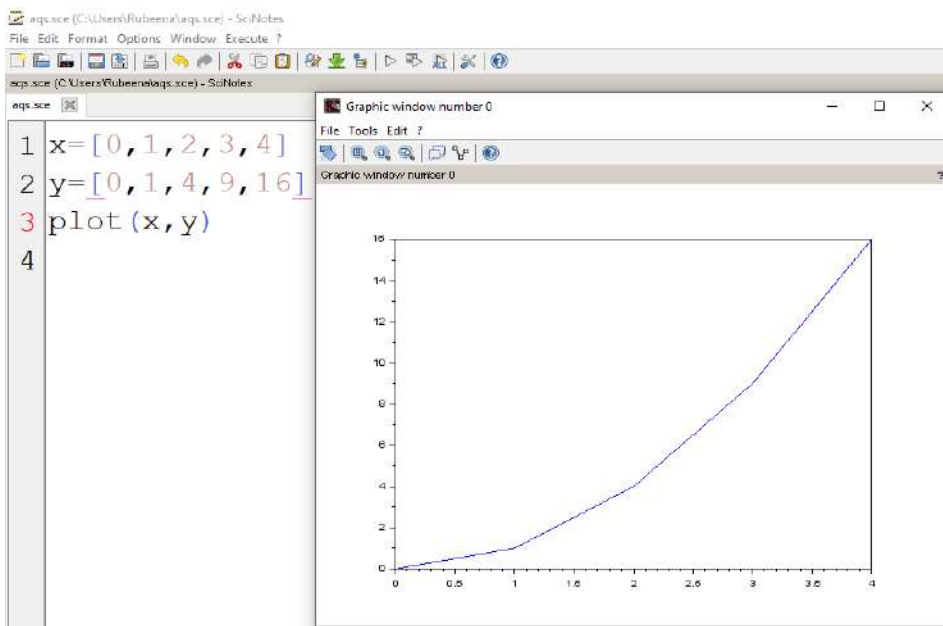 aqs.sce (C:\Users\Rubeena\aqs.sce) - SciNotes
File Edit Format Options Window Execute ?
aqs.sce (C:\Users\Rubeena\aqs.sce) - SciNotes
aqs.sce
1 x=[0,1,2,3,4]
2 y=[0,1,4,9,16]
3 plot(x,y)
4
Graphic window number 0
File Tools Edit ?
Graphic window number 0 ?
16
14
12
10
8
6
4
2
0
0 0.5 1 1.5 2 2.5 3 3.5 4